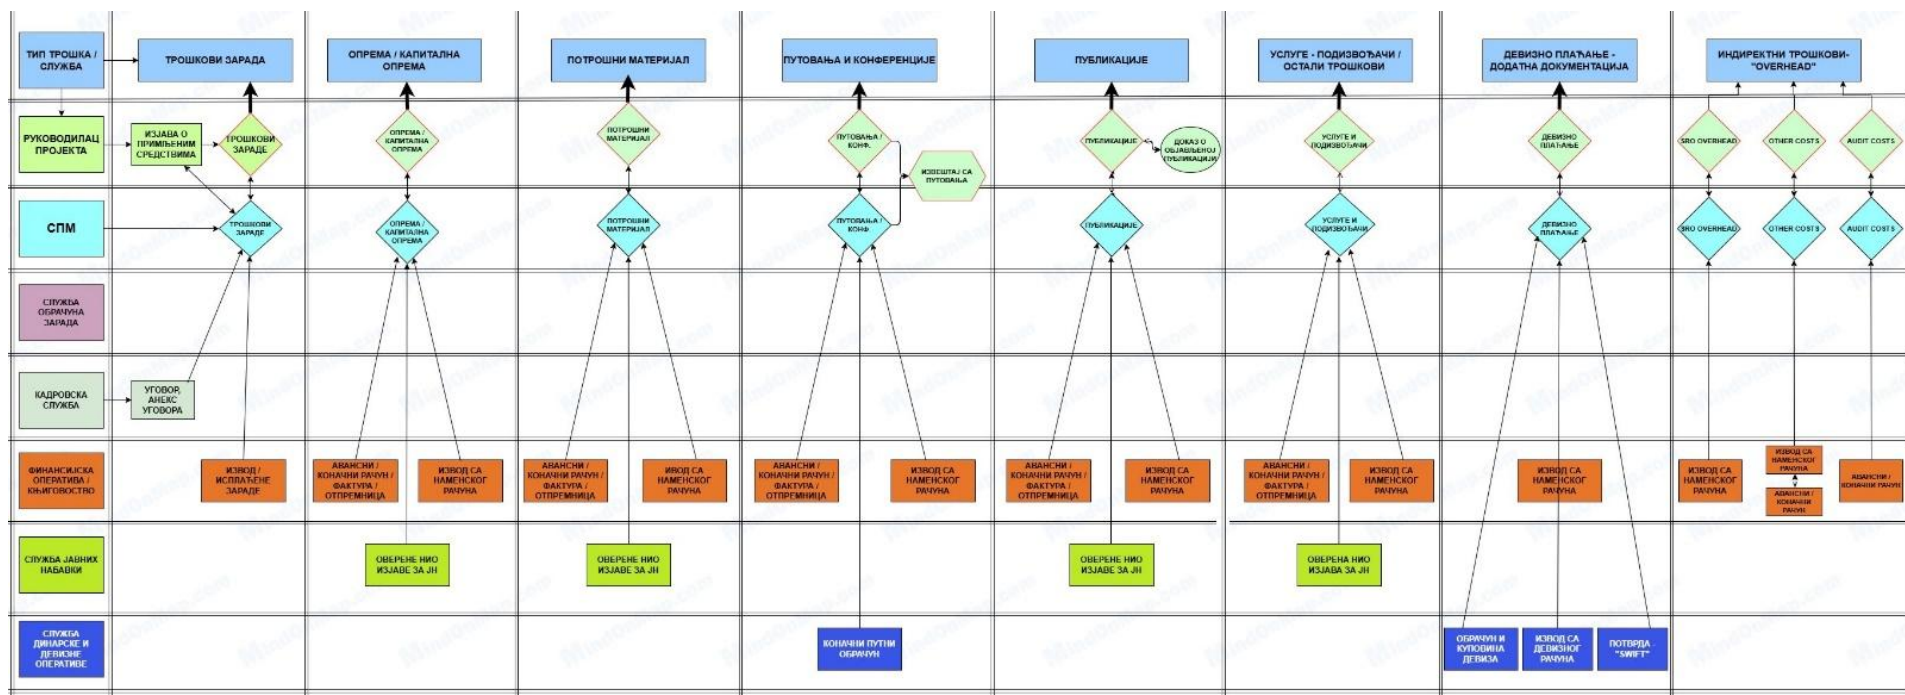 ТИП ТРОШКА /
СЛУЖБА
ТРОШКОВИ ЗАРАДА
ОПРЕМА / КАПИТАЛНА
ОПРЕМА
ПОТРОШНИ МАТЕРИЈАЛ
ПУТОВАЊА И КОНФЕРЕНЦИЈЕ
ПУБЛИКАЦИЈЕ
УСЛУГЕ - ПОДИЗВОЂАЧИ /
ОСТАЛИ ТРОШКОВИ
ДЕВИЗНО ПЛАЋАЊЕ -
ДОДАТНА ДОКУМЕНТАЦИЈА
ИНДИРЕКТНИ ТРОШКОВИ-
"OVERHEAD"
РУКОВОДИЛАЦ
ПРОЈЕКТА
ИЗЈАВА О
ПРИМЉЕНИМ
СРЕДСТВИМА
ТРОШКОВИ
ЗАРАДЕ
ОПРЕМА /
КАПИТАЛНА
ОПРЕМА
ПОТРОШНИ
МАТЕРИЈАЛ
ПУТОВАЊА /
КОНФ.
ИЗВЕШТАЈ СА
ПУТОВАЊА
ПУБЛИКАЦИЈЕ
ДОКАЗ О
ОБЈАВЉЕНОЈ
ПУБЛИКАЦИЈИ
УСЛУГЕ И
ПОДИЗВОЂАЧИ
ДЕВИЗНО
ПЛАЋАЊЕ
SRO OVERHEAD
OTHER COSTS
AUDIT COSTS
СПМ
ТРОШКОВИ
ЗАРАДЕ
ОПРЕМА /
КАПИТАЛНА
ОПРЕМА
ПОТРОШНИ
МАТЕРИЈАЛ
ПУТОВАЊА /
КОНФ.
ПУБЛИКАЦИЈЕ
УСЛУГЕ И
ПОДИЗВОЂАЧИ
ДЕВИЗНО
ПЛАЋАЊЕ
SRO OVERHEAD
OTHER COSTS
AUDIT COSTS
СЛУЖБА
ОБРАЧУНА
ЗАРАДА
КАДРОВСКА
СЛУЖБА
УГОВОР,
АНЕКС
УГОВОРА
ФИНАНСИЈСКА
ОПЕРАТИВА /
КЊИГОВОСТВО
ИЗВОД /
ИСПЛАЋЕНЕ
ЗАРАДЕ
АВАНСНИ /
КОНАЧНИ РАЧУН /
ФАКТУРА /
ОТПРЕМНИЦА
ИЗВОД СА
НАМЕНСКОГ
РАЧУНА
АВАНСНИ /
КОНАЧНИ РАЧУН /
ФАКТУРА /
ОТПРЕМНИЦА
ИВОД СА
НАМЕНСКОГ
РАЧУНА
АВАНСНИ /
КОНАЧНИ РАЧУН /
ФАКТУРА /
ОТПРЕМНИЦА
ИЗВОД СА
НАМЕНСКОГ
РАЧУНА
АВАНСНИ /
КОНАЧНИ РАЧУН /
ФАКТУРА /
ОТПРЕМНИЦА
ИЗВОД СА
НАМЕНСКОГ
РАЧУНА
АВАНСНИ /
КОНАЧНИ РАЧУН /
ФАКТУРА /
ОТПРЕМНИЦА
ИЗВОД СА
НАМЕНСКОГ
РАЧУНА
ИЗВОД СА
НАМЕНСКОГ
РАЧУНА
ИЗВОД СА
НАМЕНСКОГ
РАЧУНА
ИЗВОД СА
НАМЕНСКОГ
РАЧУНА
АВАНСНИ /
КОНАЧНИ
РАЧУН
АВАНСНИ /
КОНАЧНИ РАЧУН
СЛУЖБА ЈАВНИХ
НАБАВКИ
ОВЕРЕНЕ НИО
ИЗЈАВЕ ЗА ЈН
ОВЕРЕНЕ НИО
ИЗЈАВЕ ЗА ЈН
ОВЕРЕНЕ НИО
ИЗЈАВЕ ЗА ЈН
ОВЕРЕНА НИО
ИЗЈАВА ЗА ЈН
СЛУЖБА
ДИНАРСКЕ И
ДЕВИЗНЕ
ОПЕРАТИВЕ
КОНАЧНИ ПУТНИ
ОБРАЧУН
ОБРАЧУН И
КУПОВИНА
ДЕВИЗА
ИЗВОД СА
ДЕВИЗНОГ
РАЧУНА
ПОТВРДА -
"SWIFT"
MindOnMap.com